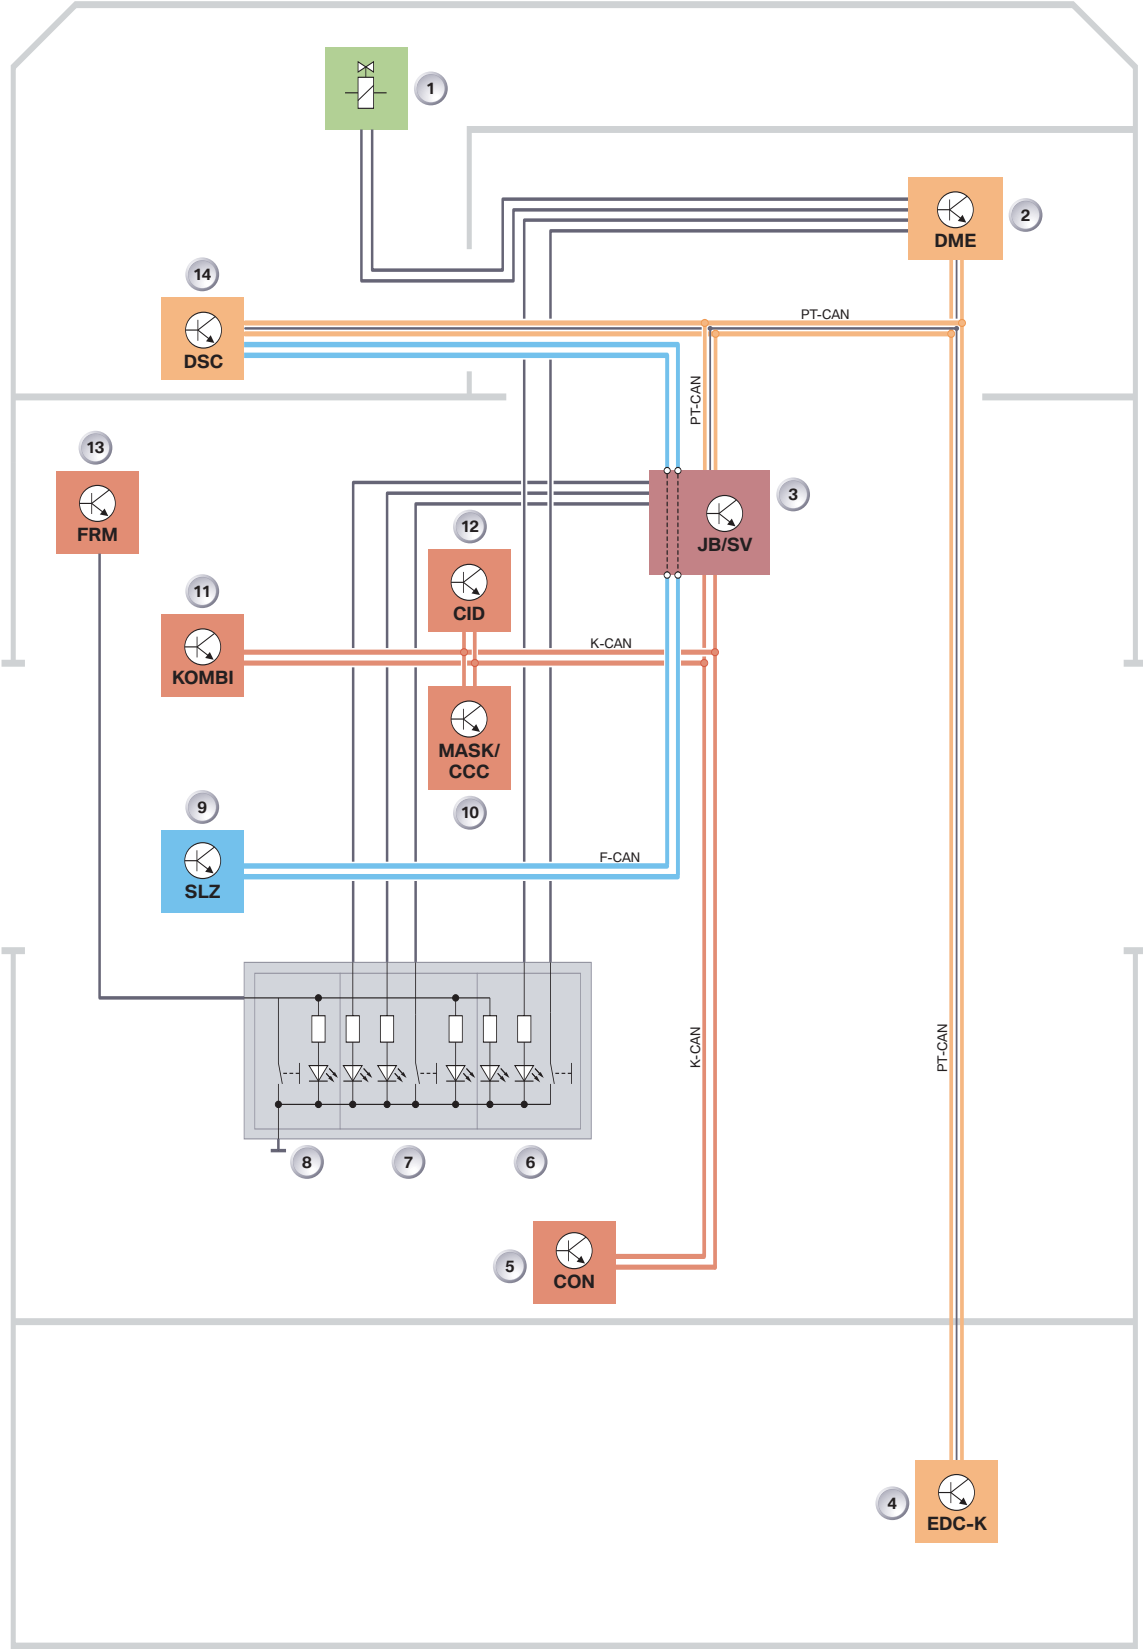 1
2
DME
14
PT-CAN
DSC
PT-CAN
13
3
FRM
12
JB/SV
CID
11
K-CAN
KOMBI
MASK/
CCC
9
10
F-CAN
SLZ
K-CAN
PT-CAN
8
7
6
5
CON
4
EDC-K